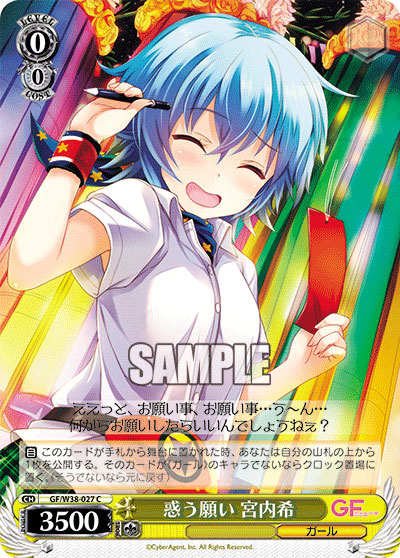 LEVEL
0
0
COST
SAMPLE
ええっと、お願い事、お願い事…う～ん…
何からお願いしたらいいんでしょうねぇ？
自 このカードが手札から舞台に置かれた時、あなたは自分の山札の上から
1枚を公開する。そのカードが《ガール》のキャラでないならクロック置場に
置く。（そうでないなら元に戻す）
CH GF/W38-027 C
惑う願い 宮内希
3500
GF
ガール
©CyberAgent, Inc. All Rights Reserved.